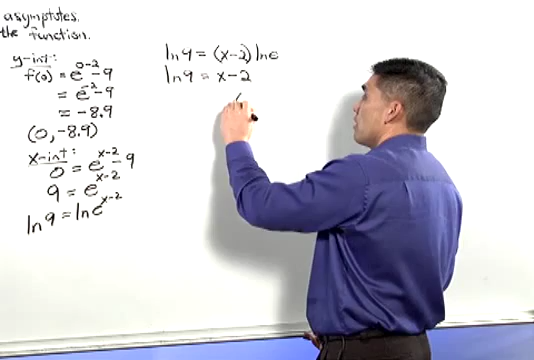 asymptotes.
the function.
y-int:
f(0) = e^0-2 - 9
= e^-2 - 9
= -8.9
(0, -8.9)
x-int:
0 = e^x-2 - 9
9 = e^x-2
ln 9 = ln e^x-2
ln 9 = (x-2) ln e
ln 9 = x-2